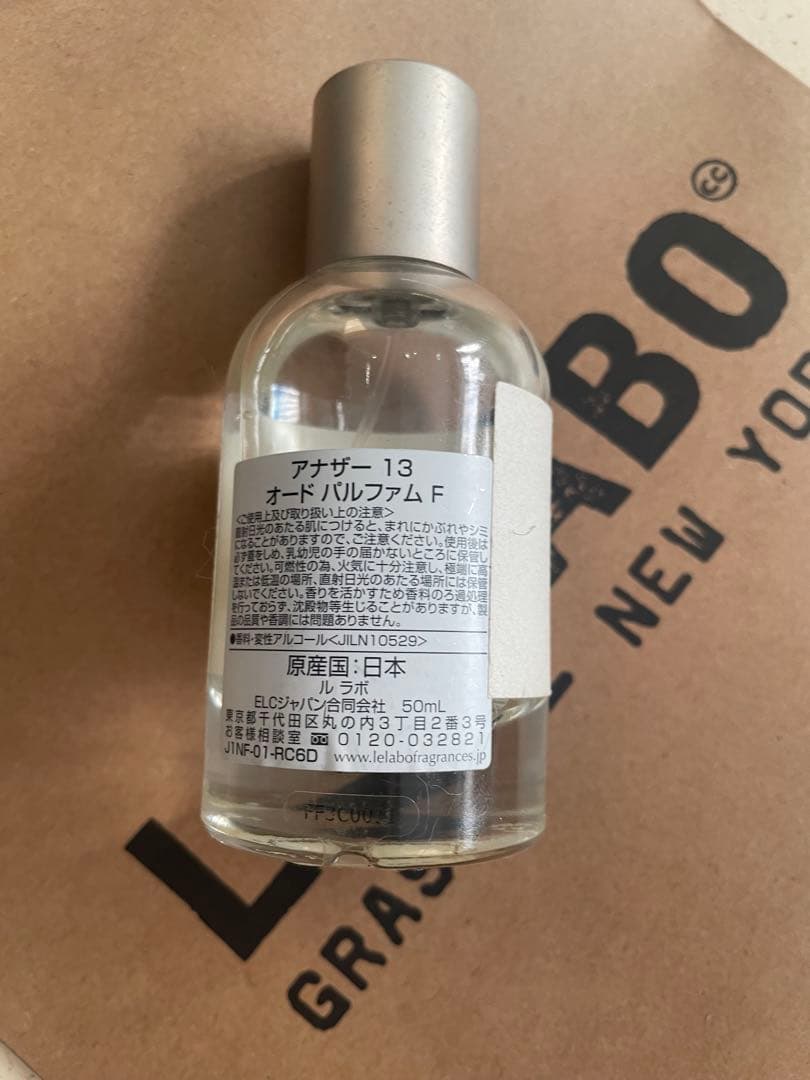 アナザー 13
オード パルファム F
<ご使用上及び取り扱い上の注意>
直射日光のあたる肌につけると、まれにかぶれやシミ
になることがありますので、ご注意ください。使用後は
必ず蓋をしめ、乳幼児の手の届かないところに保管し
てください。可燃性の為、火気に十分注意し、極端に高
温または低温の場所、直射日光のあたる場所には保管
しないでください。香りを活かすため香料のろ過処理
を行っておらず、沈殿物等生じることがありますが、製
品の品質や香調には問題ありません。
●香料・変性アルコール<JILN10529>
原産国:日本
ル ラボ
ELCジャパン合同会社 50mL
東京都千代田区丸の内3丁目2番3号
お客様相談室 0120-032821
J1NF-01-RC6D www.lelabofragrances.jp
ABO
cc
GRAS
NEW YOR